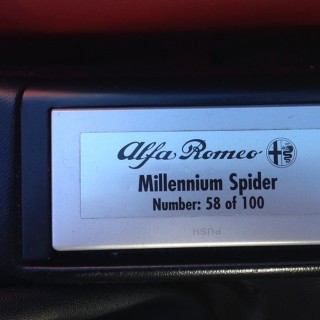 Alfa Romeo
Millennium Spider
Number: 58 of 100
PUSH